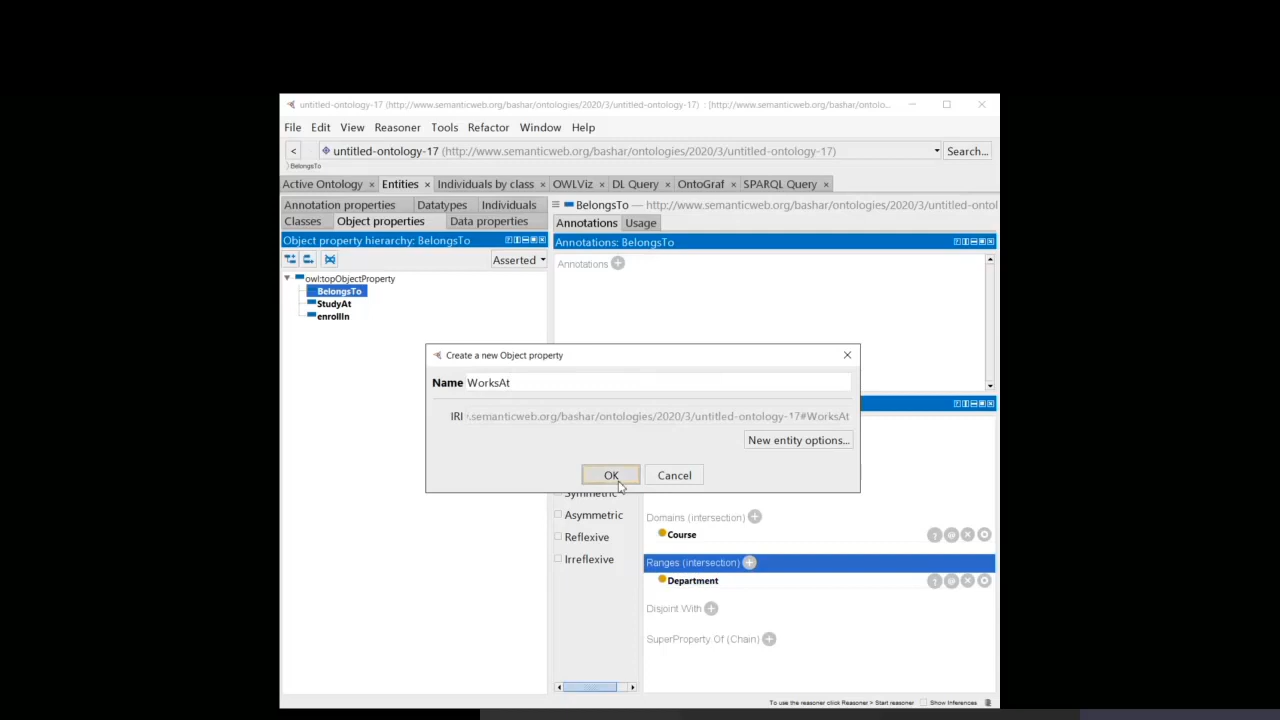 untitled-ontology-17 (http://www.semanticweb.org/bashar/ontologies/2020/3/untitled-ontology-17) : [http://www.semanticweb.org/bashar/ontolo...
File Edit View Reasoner Tools Refactor Window Help
< untitled-ontology-17 (http://www.semanticweb.org/bashar/ontologies/2020/3/untitled-ontology-17) Search...
BelongsTo
Active Ontology × Entities × Individuals by class × OWLViz × DL Query × OntoGraf × SPARQL Query ×
Annotation properties Datatypes Individuals
Classes Object properties Data properties
Object property hierarchy: BelongsTo
Asserted
owl:topObjectProperty
BelongsTo
StudyAt
enrollIn
BelongsTo — http://www.semanticweb.org/bashar/ontologies/2020/3/untitled-ontol
Annotations Usage
Annotations: BelongsTo
Annotations
Create a new Object property
Name WorksAt
IRI .semanticweb.org/bashar/ontologies/2020/3/untitled-ontology-17#WorksAt
New entity options...
OK Cancel
Symmetric
Asymmetric
Reflexive
Irreflexive
Domains (intersection)
Course
Ranges (intersection)
Department
Disjoint With
SuperProperty Of (Chain)
To use the reasoner click Reasoner > Start reasoner Show Inferences